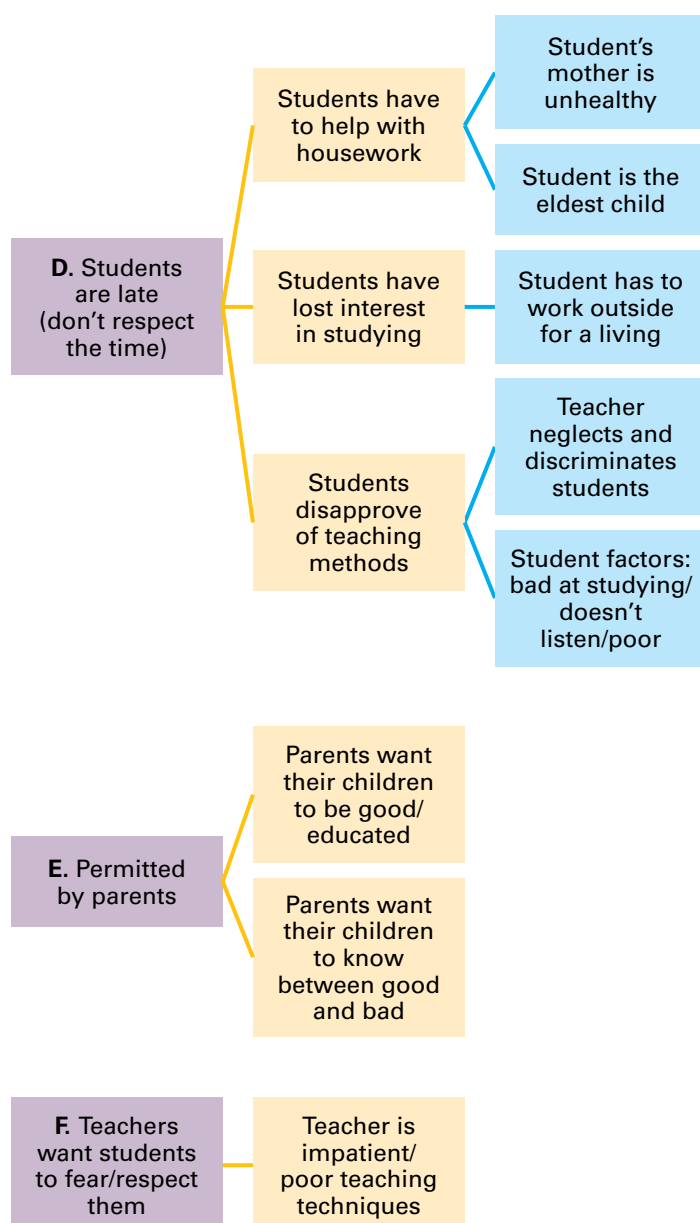 D. Students
are late
(don’t respect
the time)
Students have
to help with
housework
Student’s
mother is
unhealthy
Student is the
eldest child
Students have
lost interest
in studying
Student has to
work outside
for a living
Students
disapprove
of teaching
methods
Teacher
neglects and
discriminates
students
Student factors:
bad at studying/
doesn’t
listen/poor
E. Permitted
by parents
Parents want
their children
to be good/
educated
Parents want
their children
to know
between good
and bad
F. Teachers
want students
to fear/respect
them
Teacher is
impatient/
poor teaching
techniques